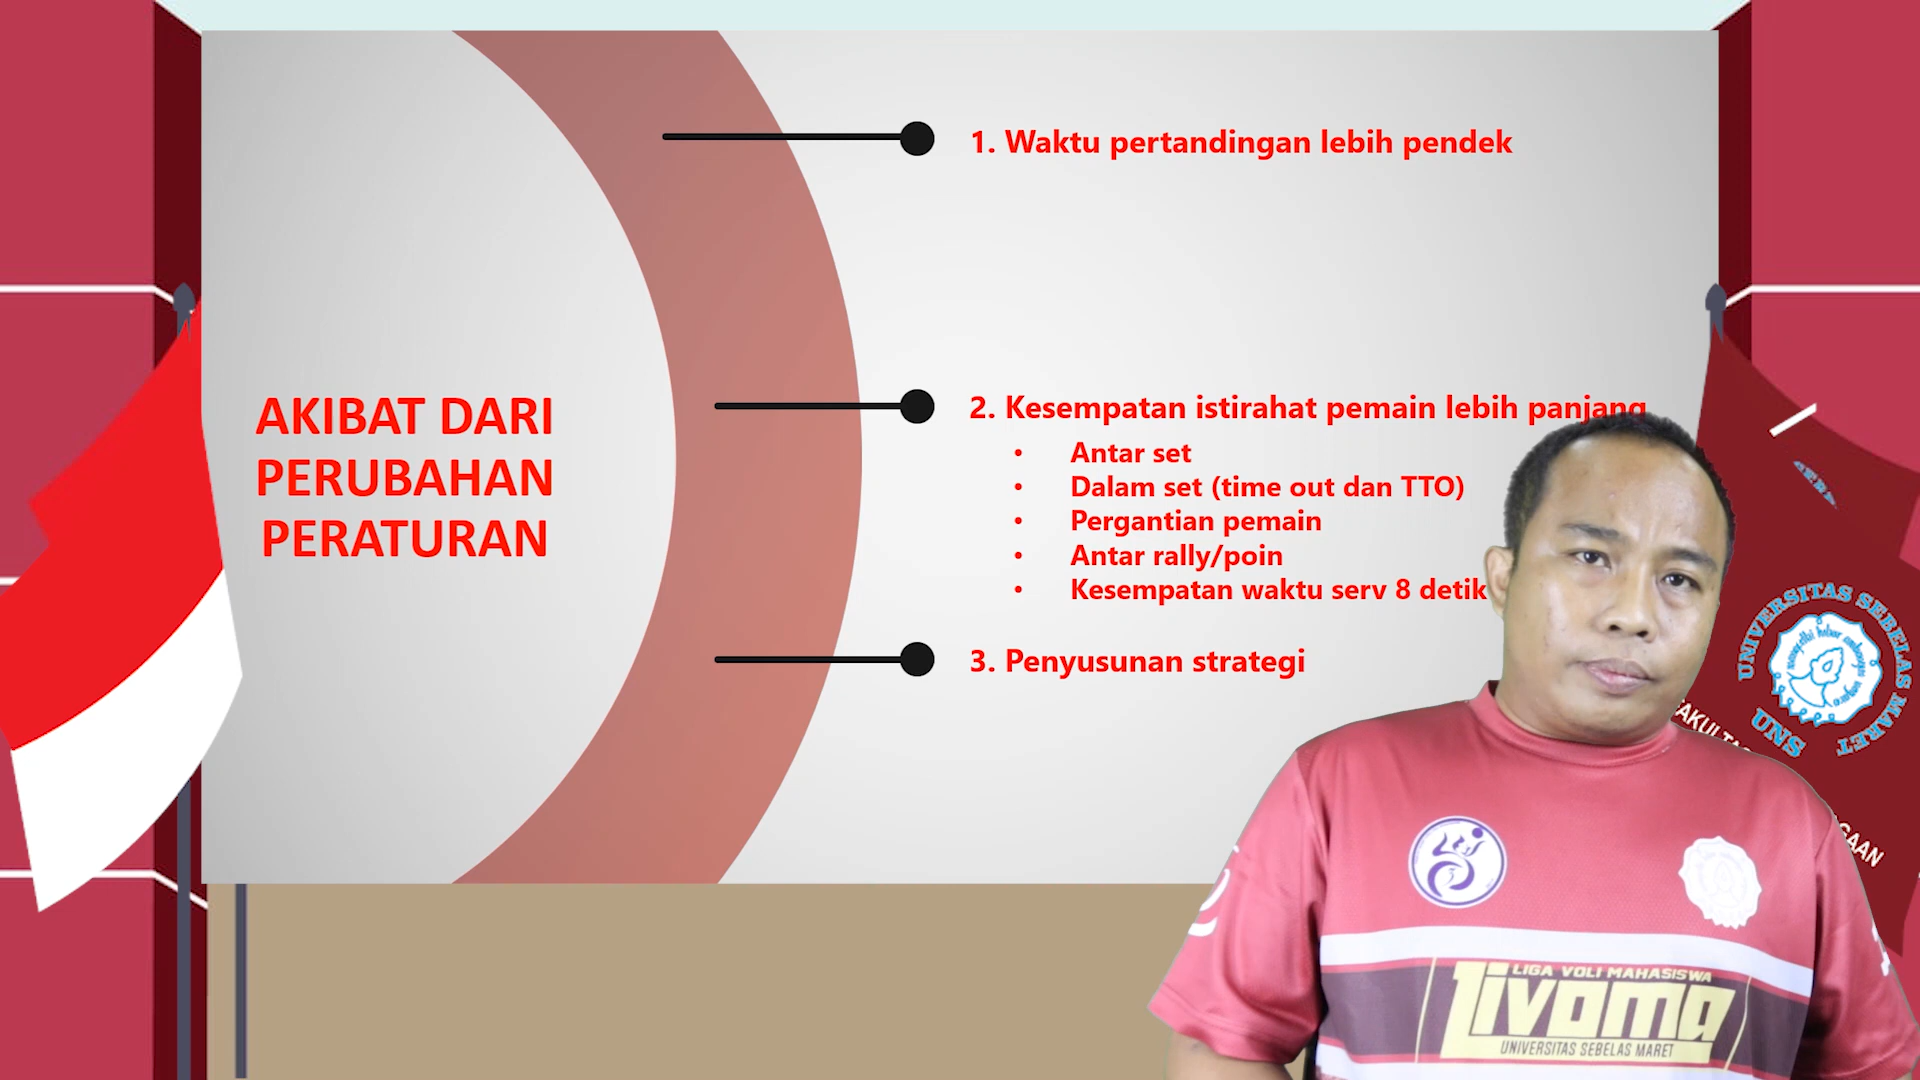 AKIBAT DARI
PERUBAHAN
PERATURAN
1. Waktu pertandingan lebih pendek
2. Kesempatan istirahat pemain lebih panjang
• Antar set
• Dalam set (time out dan TTO)
• Pergantian pemain
• Antar rally/poin
• Kesempatan waktu serv 8 detik
3. Penyusunan strategi
UNIVERSITAS SEBELAS MARET
UNS
LIGA VOLI MAHASISWA
Livoma
UNIVERSITAS SEBELAS MARET